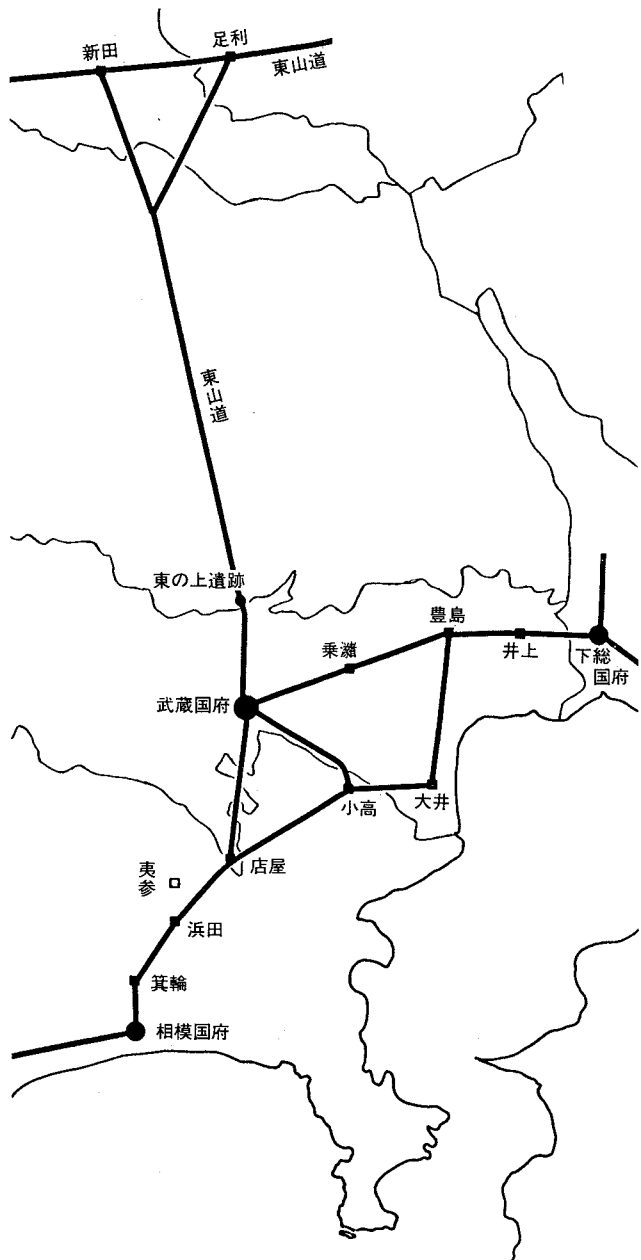 新田
足利
東山道
東山道
東の上遺跡
豊島
乗瀦
井上
下総
国府
武蔵国府
小高
大井
店屋
夷参
浜田
箕輪
相模国府